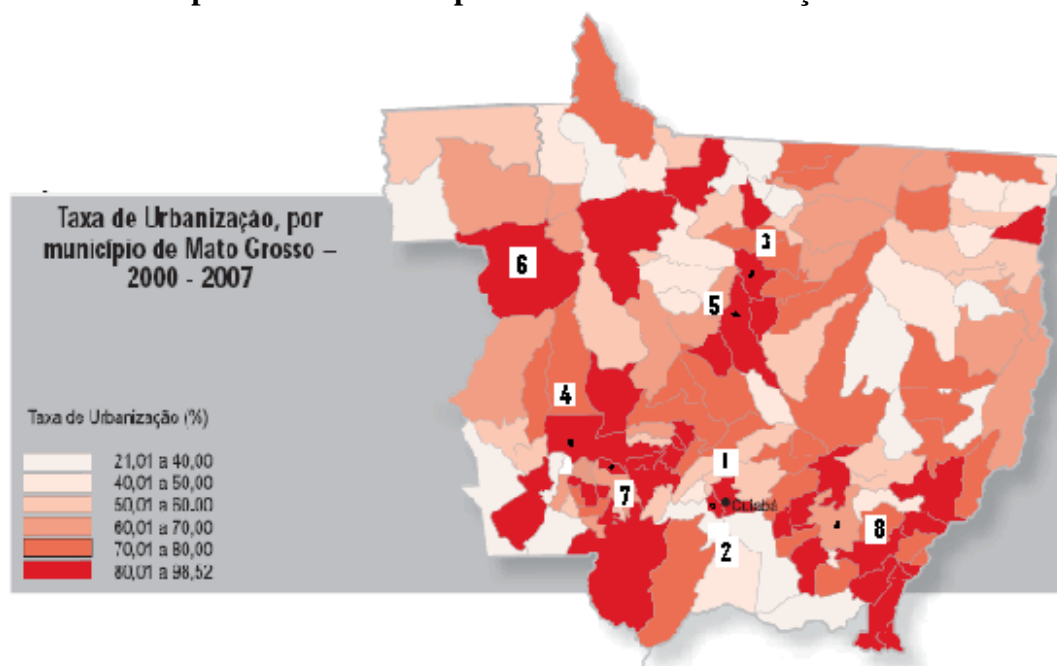 Taxa de Urbanização, por
município de Mato Grosso –
2000 - 2007
Taxa de Urbanização (%)
21,01 a 40,00
40,01 a 50,00
50,01 a 60,00
60,01 a 70,00
70,01 a 80,00
80,01 a 98,52
6
3
5
4
1
7
Cuiabá
8
2